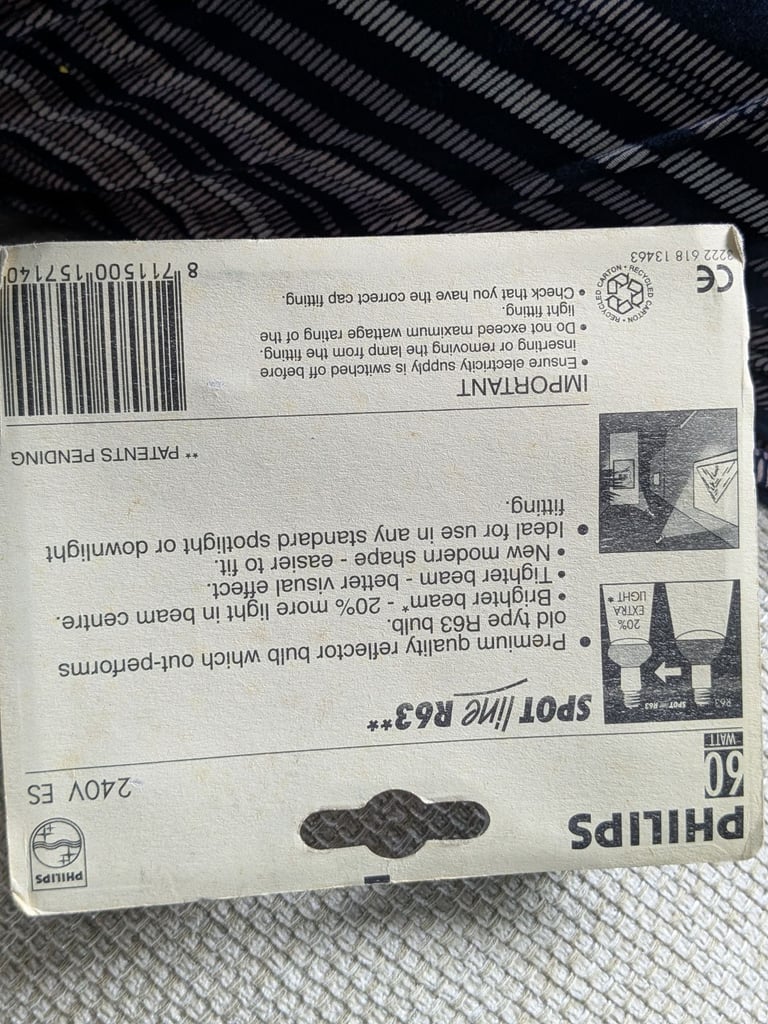 PHILIPS
PHILIPS
60
WATT
240V ES
SPOTline R63**
R63
SPOTline R63
20%
EXTRA
LIGHT*
• Premium quality reflector bulb which out-performs
old type R63 bulb.
• Brighter beam* - 20% more light in beam centre.
• Tighter beam - better visual effect.
• New modern shape - easier to fit.
• Ideal for use in any standard spotlight or downlight
fitting.
** PATENTS PENDING
IMPORTANT
• Ensure electricity supply is switched off before
inserting or removing the lamp from the fitting.
• Do not exceed maximum wattage rating of the
light fitting.
• Check that you have the correct cap fitting.
RECYCLED CARTON • RECYCLED CARTON •
CE
3222 618 13463
8 711500 157140